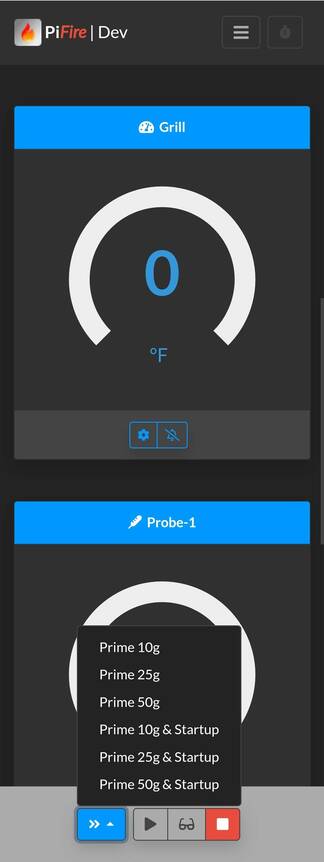 PiFire | Dev
Grill
0
°F
Probe-1
Prime 10g
Prime 25g
Prime 50g
Prime 10g & Startup
Prime 25g & Startup
Prime 50g & Startup